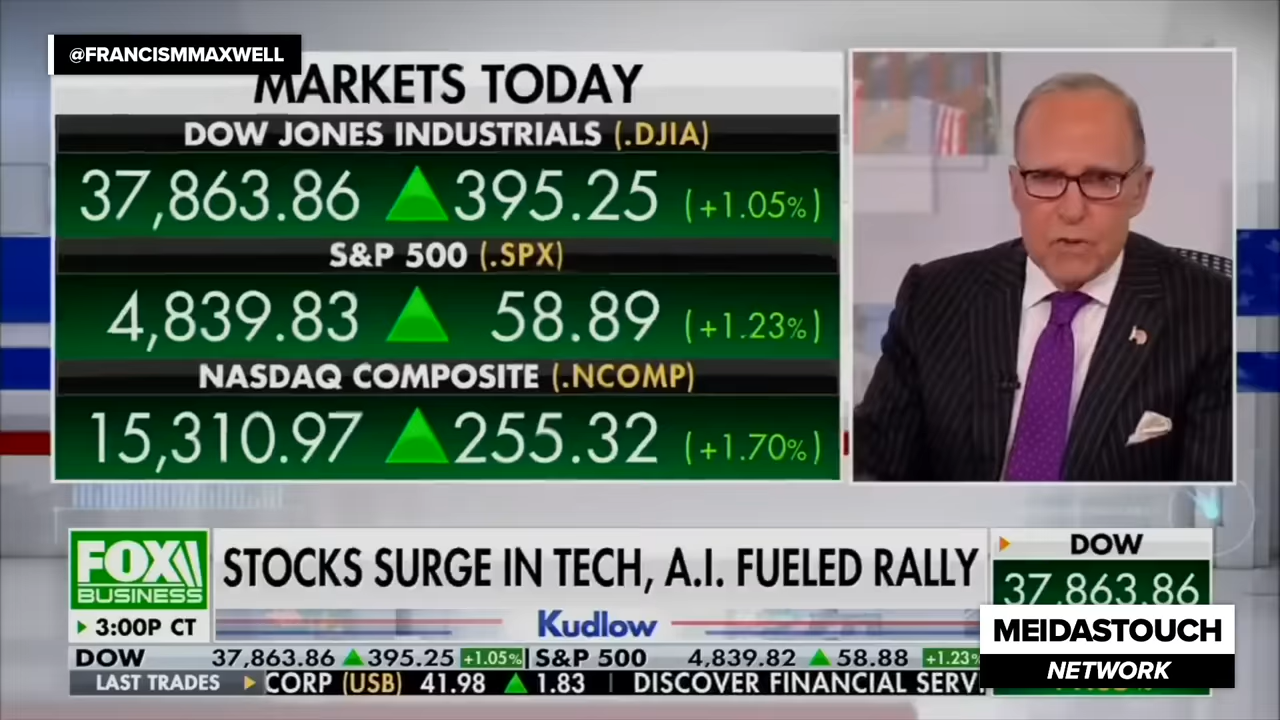 @FRANCISMMAXWELL
MARKETS TODAY
DOW JONES INDUSTRIALS (.DJIA)
37,863.86 ▲ 395.25 (+1.05%)
S&P 500 (.SPX)
4,839.83 ▲ 58.89 (+1.23%)
NASDAQ COMPOSITE (.NCOMP)
15,310.97 ▲ 255.32 (+1.70%)
FOX
BUSINESS
3:00P CT
STOCKS SURGE IN TECH, A.I. FUELED RALLY
Kudlow
DOW
37,863.86
MEIDASTOUCH
NETWORK
DOW 37,863.86 ▲ 395.25 +1.05% S&P 500 4,839.82 ▲ 58.88 +1.23%
LAST TRADES CORP (USB) 41.98 ▲ 1.83 | DISCOVER FINANCIAL SERV.